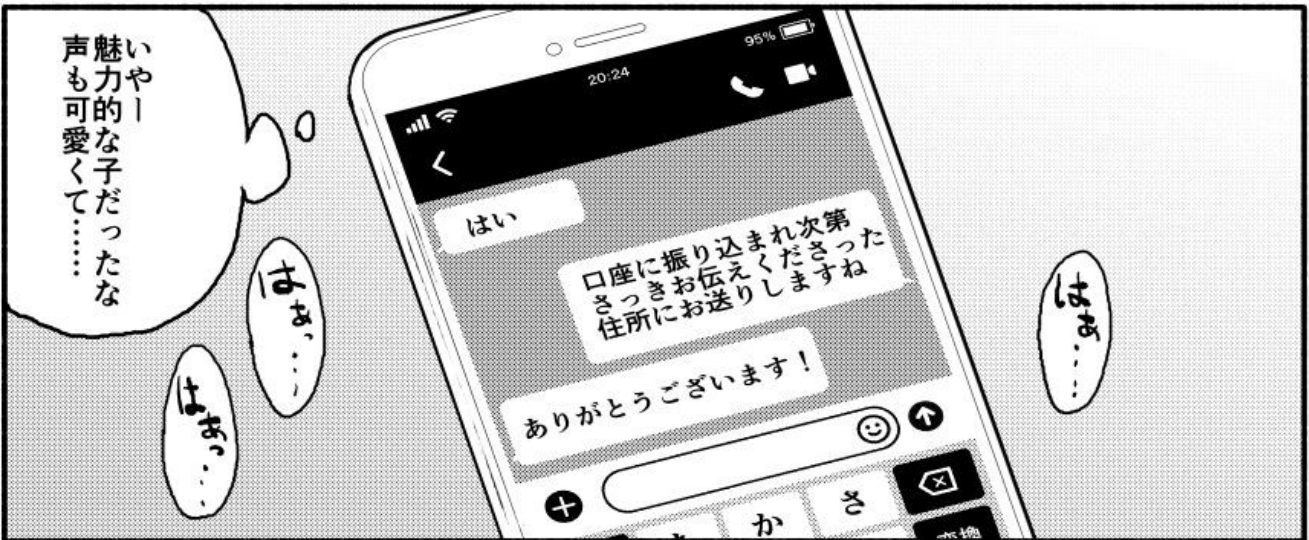 いやー
魅力的な子だったな
声も可愛くて……
はぁっ…
はぁっ…
はぁ…
95%
20:24
はい
口座に振り込まれ次第
さっきお伝えくださった
住所にお送りしますね
ありがとうございます！
か
さ
変換